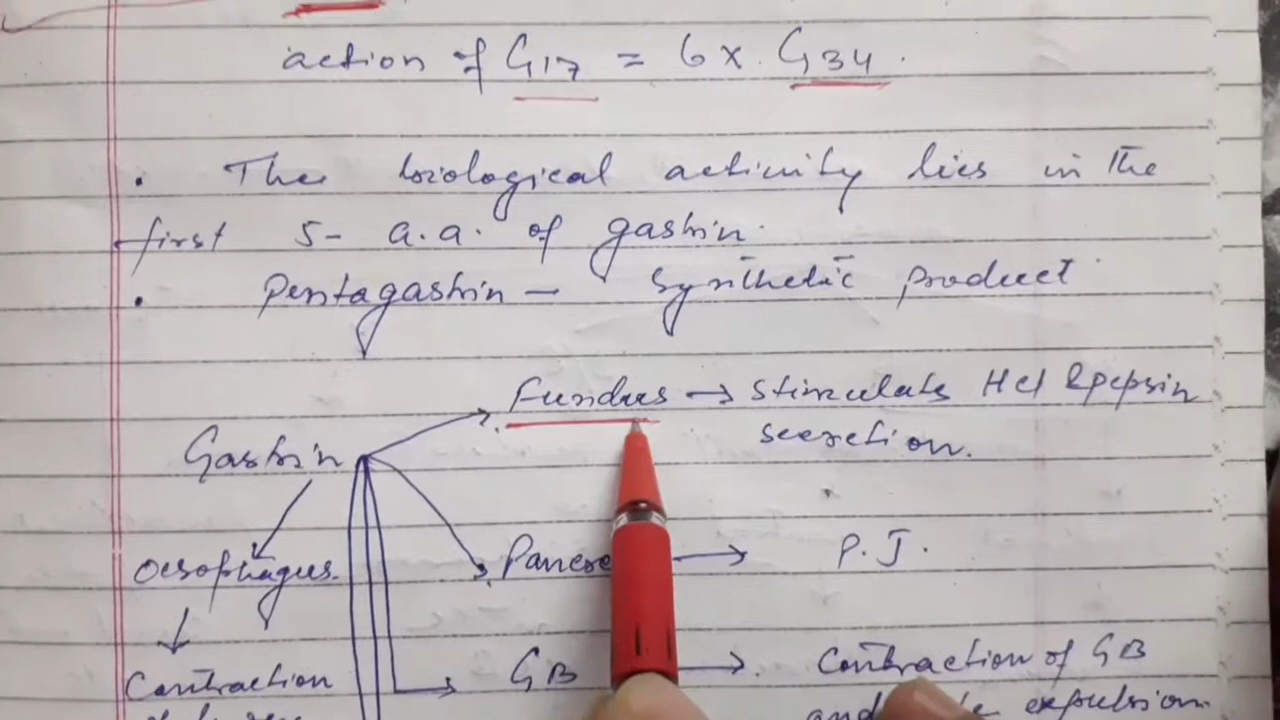 action of G17 = 6 x. G34.
• The biological activity lies in the
first 5- a.a. of gastrin.
• Pentagastrin — Synthetic product
Fundus → Stimulate Hcl & pepsin
secretion.
Gastrin
Oesophagus. Pancre → P.J.
Contraction GB → Contraction of GB
and expulsion